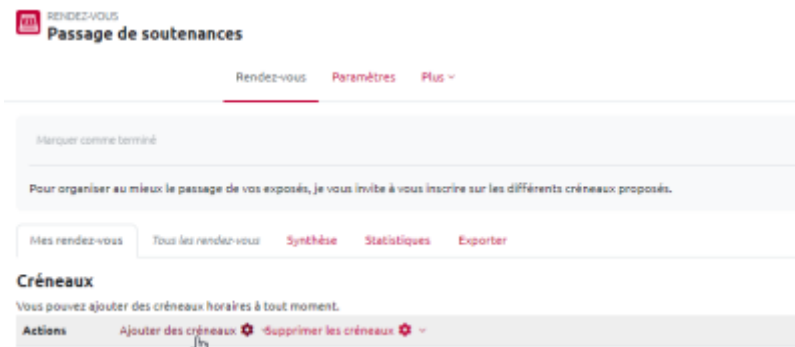 RENDEZ-VOUS
Passage de soutenances
Rendez-vous Paramètres Plus
Marquer comme terminé
Pour organiser au mieux le passage de vos exposés, je vous invite à vous inscrire sur les différents créneaux proposés.
Mes rendez-vous Tous les rendez-vous Synthèse Statistiques Exporter
Créneaux
Vous pouvez ajouter des créneaux horaires à tout moment.
Actions Ajouter des créneaux Supprimer les créneaux